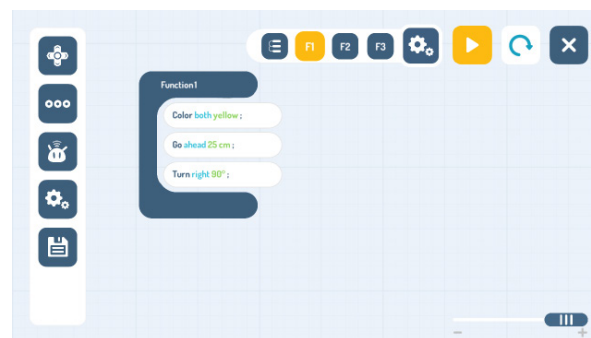 F1 F2 F3
Function1
Color both yellow ;
Go ahead 25 cm ;
Turn right 90° ;